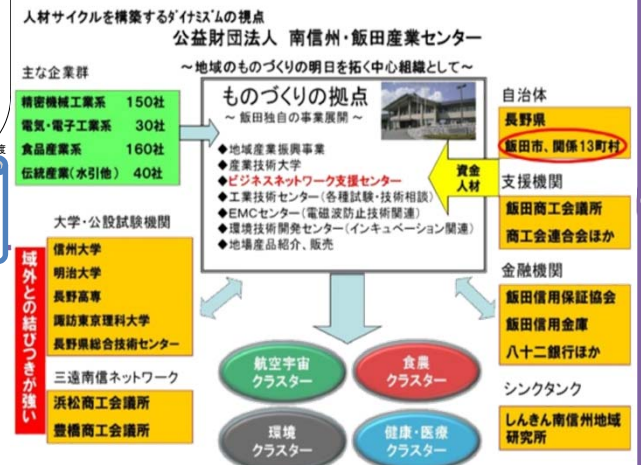 人材サイクルを構築するダイナミズムの視点
公益財団法人 南信州・飯田産業センター
～地域のものづくりの明日を拓く中心組織として～
主な企業群
精密機械工業系 150社
電気・電子工業系 30社
食品産業系 160社
伝統産業(水引他) 40社
ものづくりの拠点
～ 飯田独自の事業展開 ～
◆地域産業振興事業
◆産業技術大学
◆ビジネスネットワーク支援センター
◆工業技術センター(各種試験・技術相談)
◆EMCセンター(電磁波防止技術関連)
◆環境技術開発センター(インキュベーション関連)
◆地場産品紹介、販売
資金
人材
自治体
長野県
飯田市、関係13町村
支援機関
飯田商工会議所
商工会連合会ほか
金融機関
飯田信用保証協会
飯田信用金庫
八十二銀行ほか
シンクタンク
しんきん南信州地域
研究所
大学・公設試験機関
信州大学
明治大学
長野高専
諏訪東京理科大学
長野県総合技術センター
域外との結びつきが強い
三遠南信ネットワーク
浜松商工会議所
豊橋商工会議所
航空宇宙
クラスター
食農
クラスター
環境
クラスター
健康・医療
クラスター